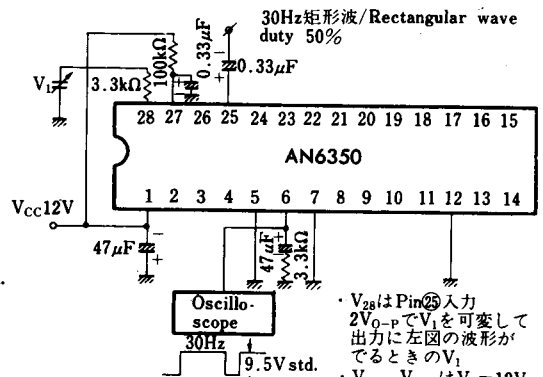 30Hz矩形波/Rectangular wave
duty 50%
100kΩ
0.33μF
0.33μF
V₁
3.3kΩ
28 27 26 25 24 23 22 21 20 19 18 17 16 15
AN6350
1 2 3 4 5 6 7 8 9 10 11 12 13 14
Vcc12V
47μF
47μF
3.3kΩ
Oscillo-
scope
30Hz
9.5V std.
・V₂₈はPin㉕入力
2V₀₋PでV₁を可変して
出力に左図の波形が
でるときのV₁